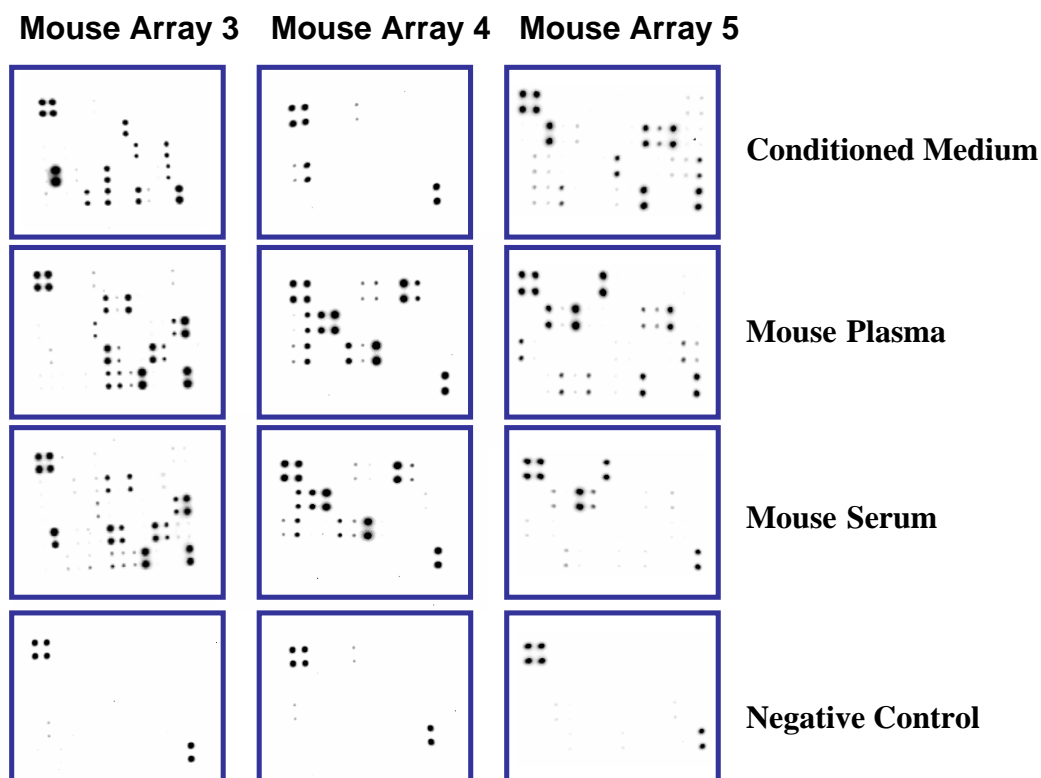 Mouse Array 3 Mouse Array 4 Mouse Array 5
Conditioned Medium
Mouse Plasma
Mouse Serum
Negative Control